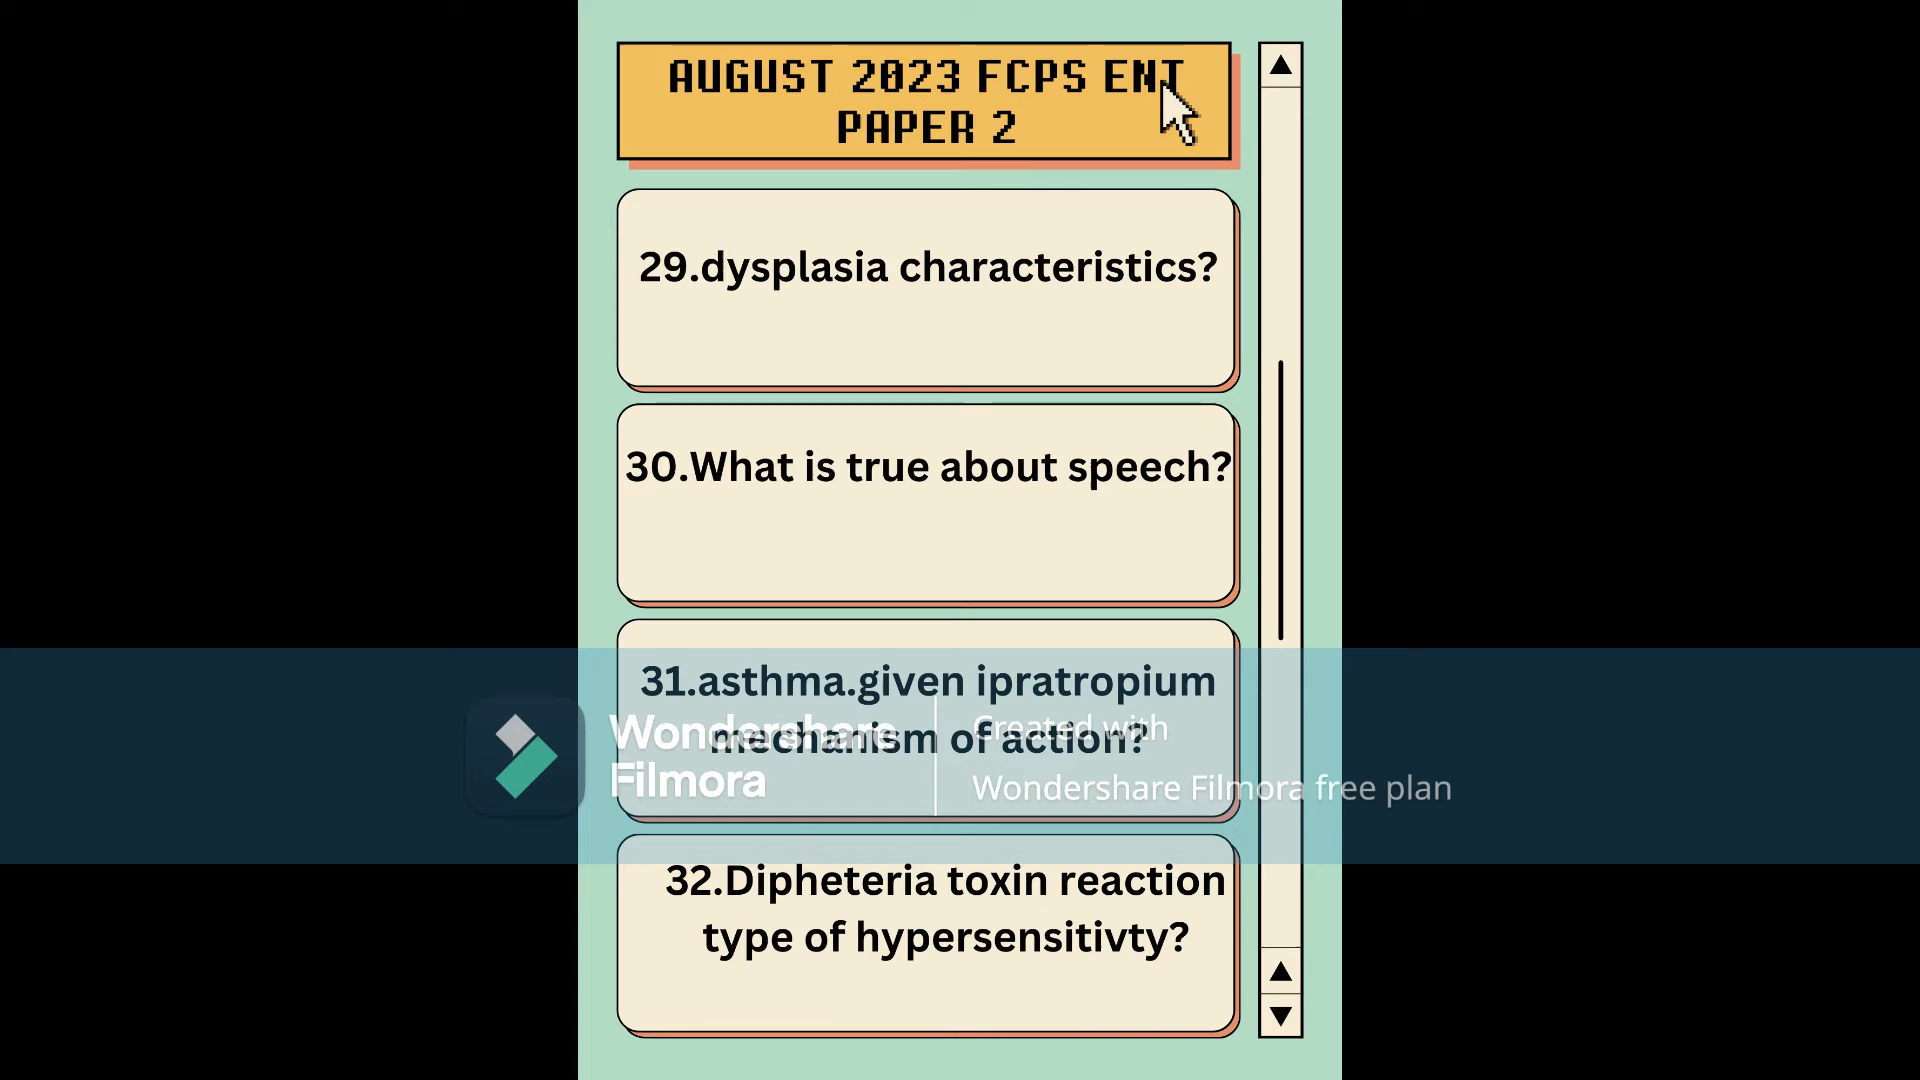 AUGUST 2023 FCPS ENT
PAPER 2
29.dysplasia characteristics?
30.What is true about speech?
31.asthma.given ipratropium
mechanism of action?
Wondershare
Filmora
Created with
Wondershare Filmora free plan
32.Dipheteria toxin reaction
type of hypersensitivty?